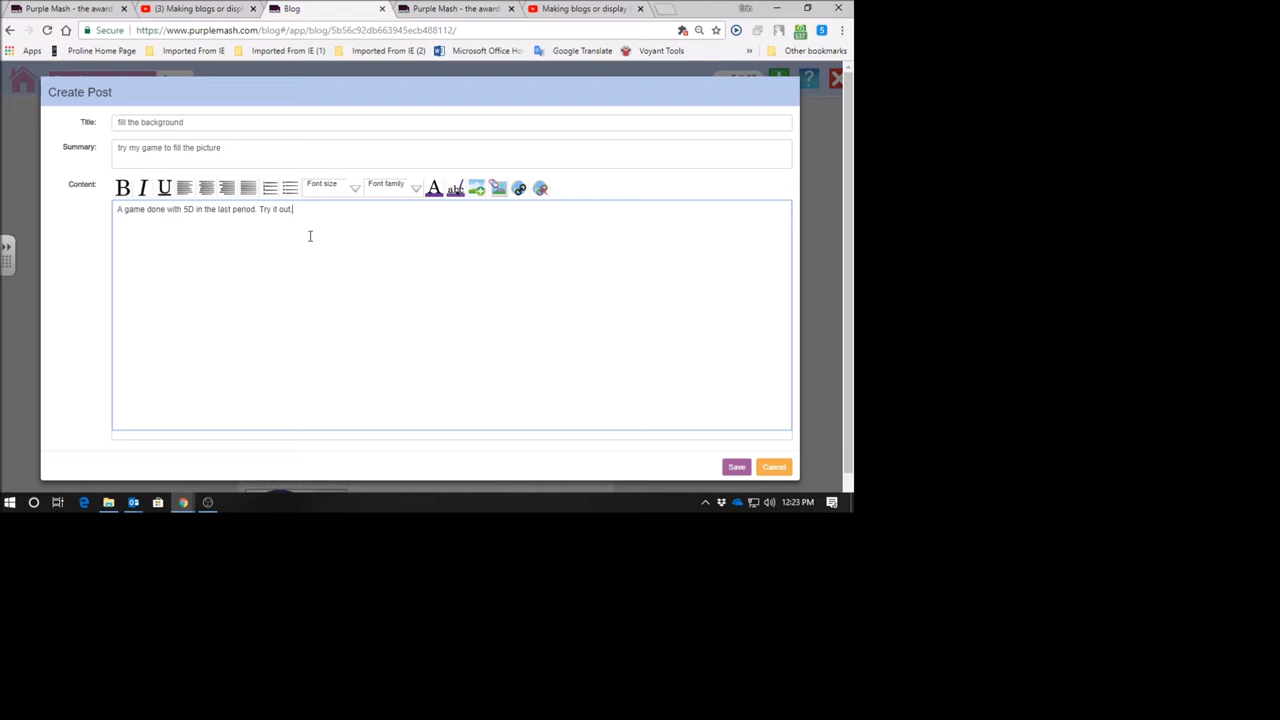 Purple Mash - the award
(3) Making blogs or displ
Blog
Purple Mash - the award
Making blogs or display
Secure
https://www.purplemash.com/blog#/app/blog/5b56c92db663945ecb488112/
Apps
Proline Home Page
Imported From IE
Imported From IE (1)
Imported From IE (2)
Microsoft Office Ho
Google Translate
Voyant Tools
»
Other bookmarks
Create Post
Title:
fill the background
Summary:
try my game to fill the picture
Content:
B I U
Font size
Font family
A
abc
A game done with 5D in the last period. Try it out.
Save
Cancel
12:23 PM